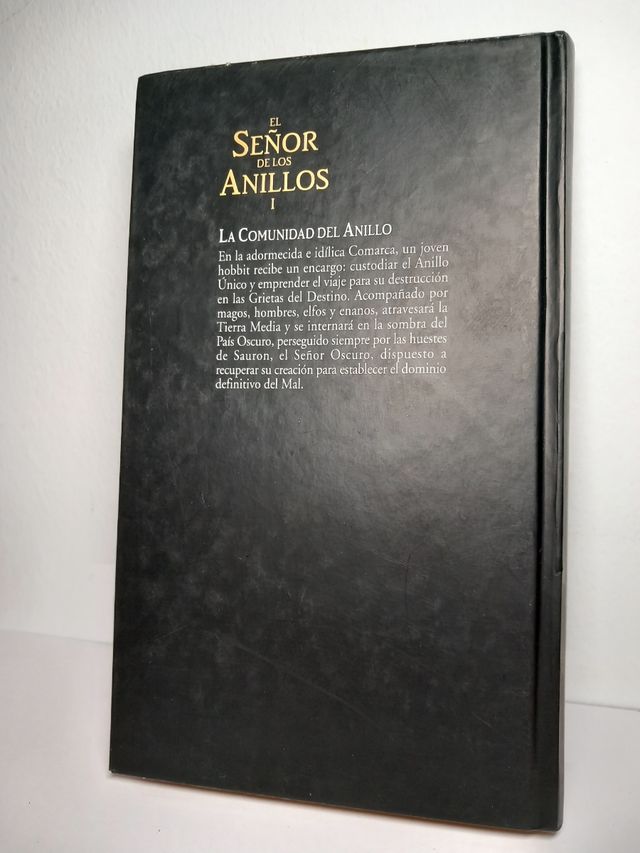 EL
SEÑOR
DE LOS
ANILLOS
I
LA COMUNIDAD DEL ANILLO
En la adormecida e idílica Comarca, un joven
hobbit recibe un encargo: custodiar el Anillo
Único y emprender el viaje para su destrucción
en las Grietas del Destino. Acompañado por
magos, hombres, elfos y enanos, atravesará la
Tierra Media y se internará en la sombra del
País Oscuro, perseguido siempre por las huestes
de Sauron, el Señor Oscuro, dispuesto a
recuperar su creación para establecer el dominio
definitivo del Mal.